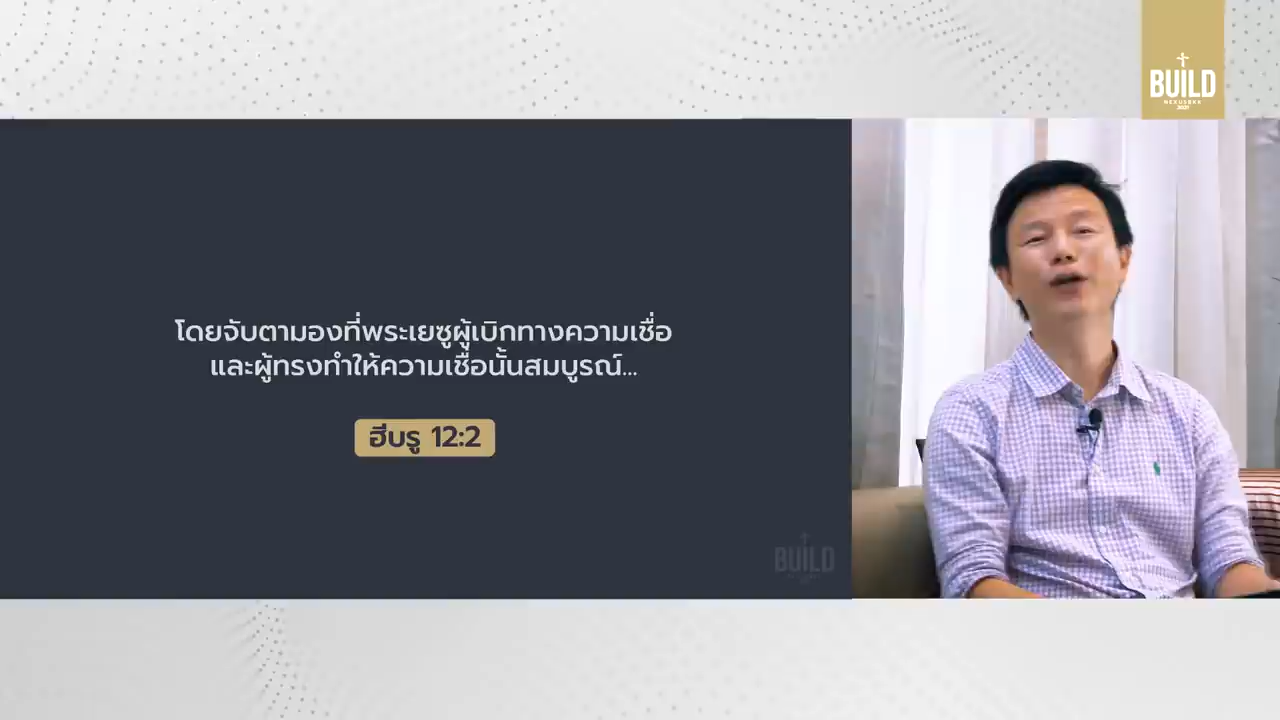 BUILD
NEXUSBKK
2021
โดยจับตามองที่พระเยซูผู้เบิกทางความเชื่อ
และผู้ทรงทำให้ความเชื่อนั้นสมบูรณ์...
ฮีบรู 12:2
BUILD